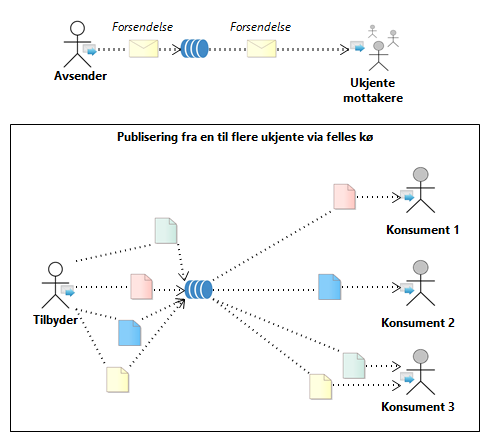 Forsendelse
Forsendelse
Avsender
Ukjente
mottakere
Publisering fra en til flere ukjente via felles kø
Konsument 1
Tilbyder
Konsument 2
Konsument 3